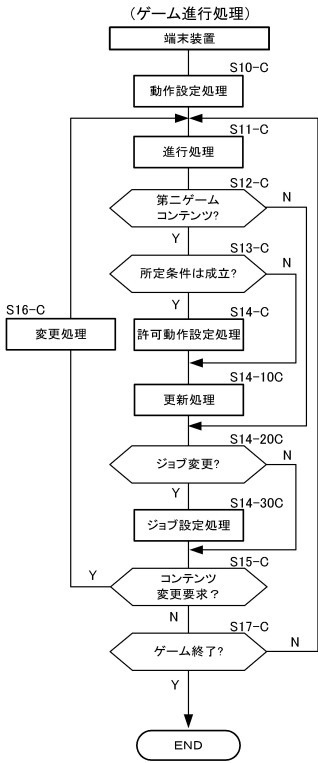 （ゲーム進行処理）
端末装置
S10-C
動作設定処理
S11-C
進行処理
S12-C
第二ゲーム
コンテンツ?
N
Y
S13-C
所定条件は成立?
N
Y
S14-C
許可動作設定処理
S16-C
変更処理
S14-10C
更新処理
S14-20C
ジョブ変更?
N
Y
S14-30C
ジョブ設定処理
S15-C
コンテンツ
変更要求？
Y
N
S17-C
ゲーム終了?
N
Y
END